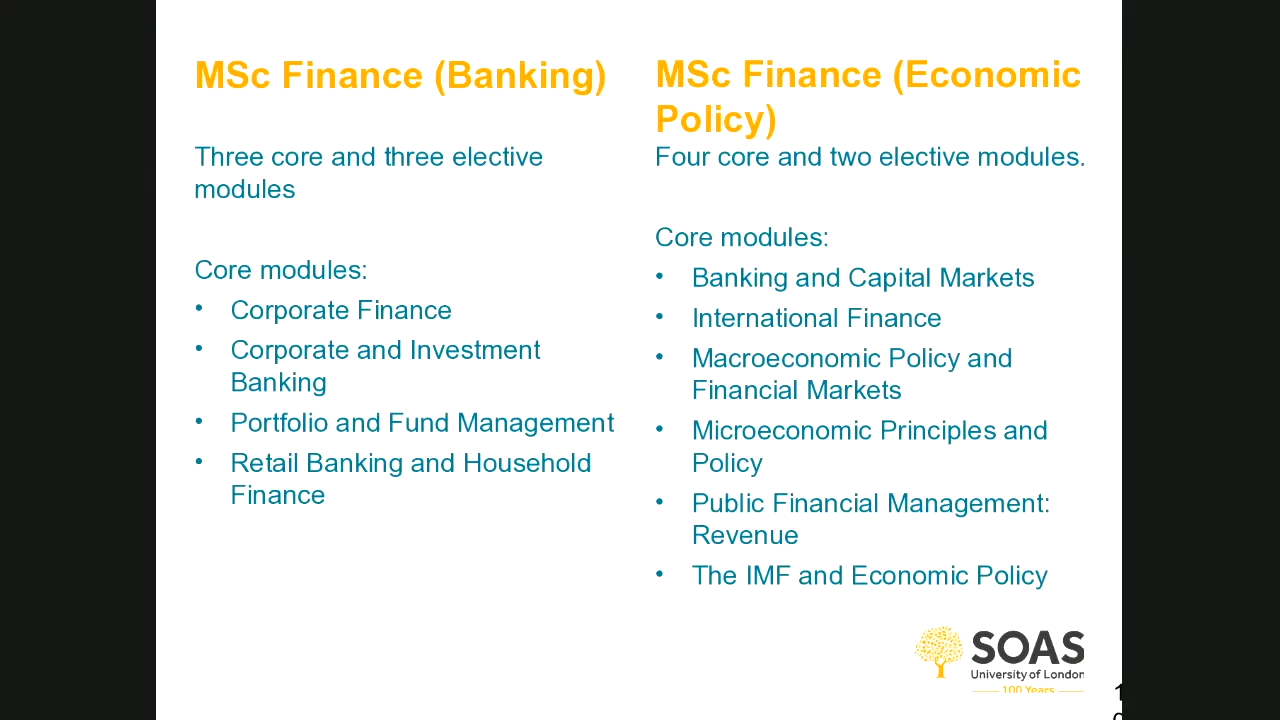 MSc Finance (Banking)
Three core and three elective
modules
Core modules:
• Corporate Finance
• Corporate and Investment
Banking
• Portfolio and Fund Management
• Retail Banking and Household
Finance
MSc Finance (Economic
Policy)
Four core and two elective modules.
Core modules:
• Banking and Capital Markets
• International Finance
• Macroeconomic Policy and
Financial Markets
• Microeconomic Principles and
Policy
• Public Financial Management:
Revenue
• The IMF and Economic Policy
SOAS
University of London
100 Years
1